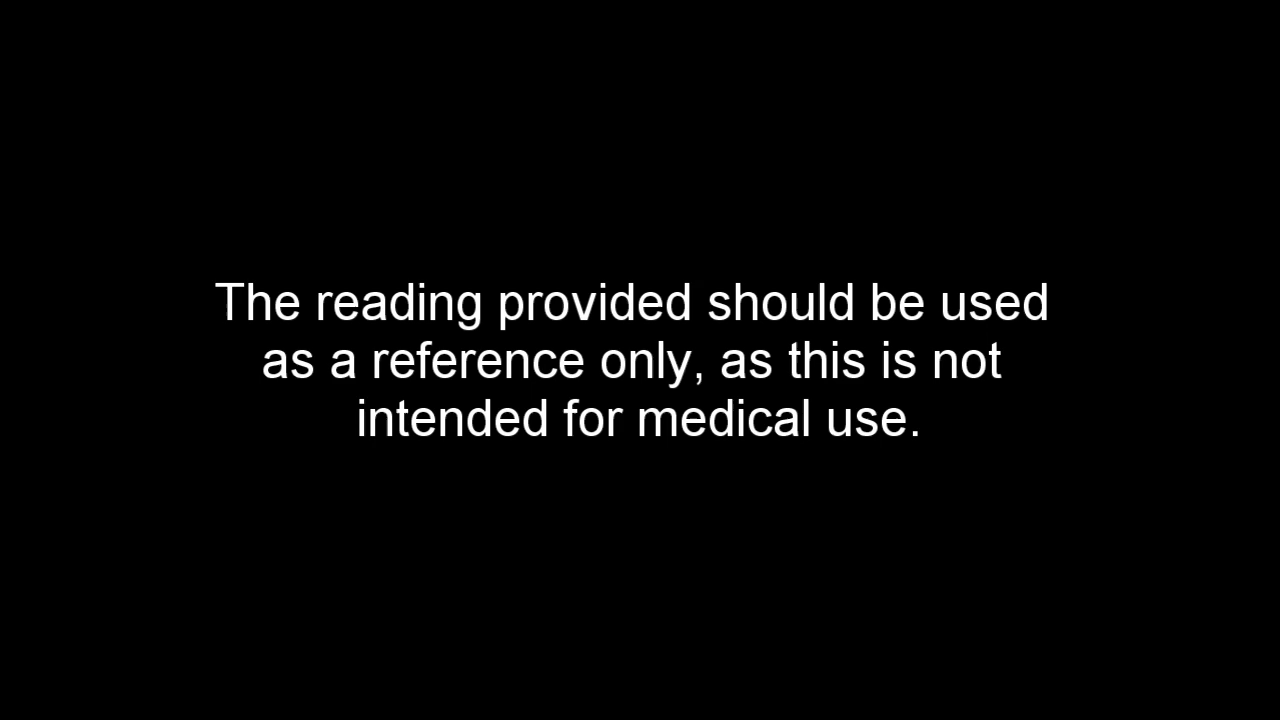 The reading provided should be used
as a reference only, as this is not
intended for medical use.